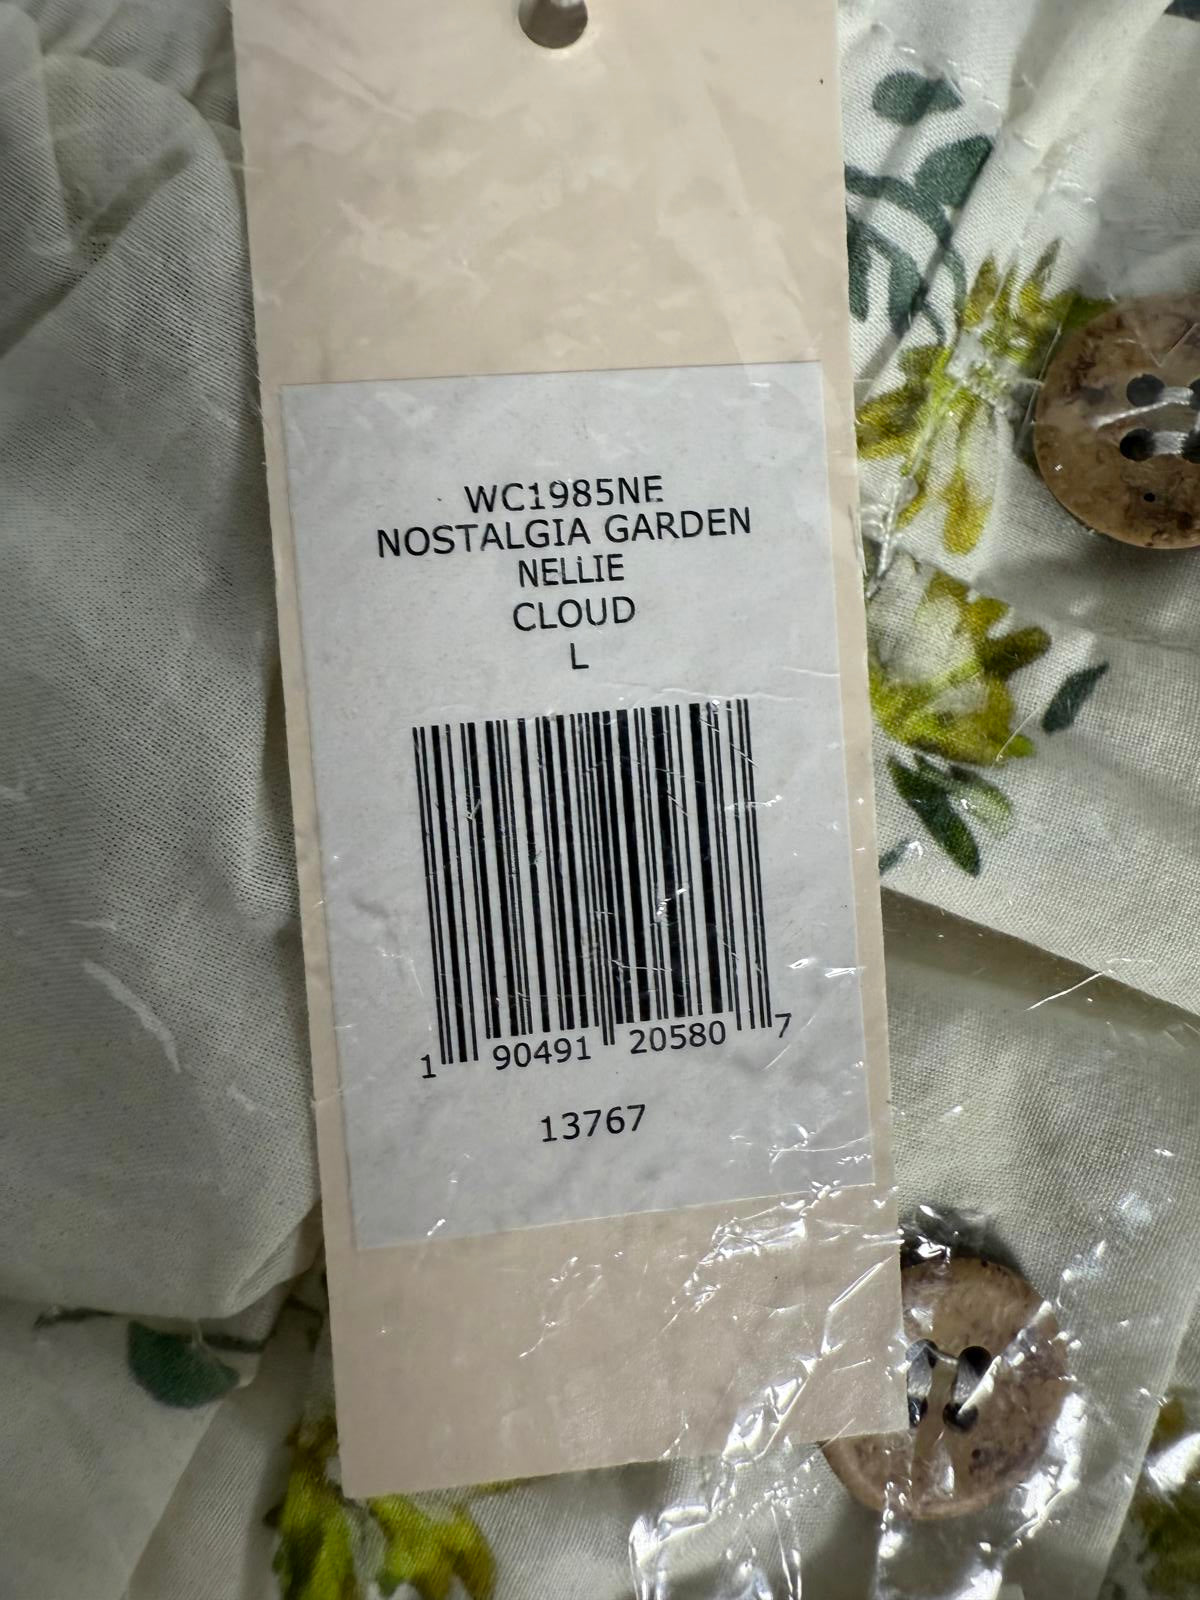 WC1985NE
NOSTALGIA GARDEN
NELLIE
CLOUD
L
1 90491 20580 7
13767